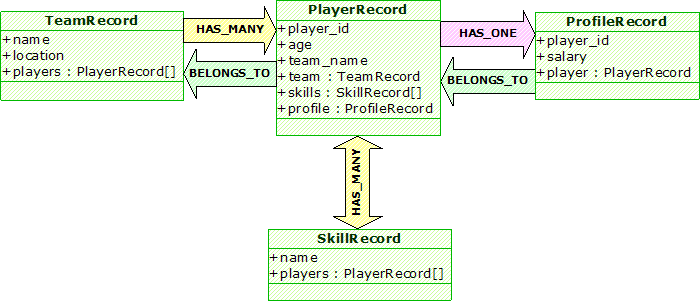 TeamRecord
+name
+location
+players : PlayerRecord[]
HAS_MANY
BELONGS_TO
PlayerRecord
+player_id
+age
+team_name
+team : TeamRecord
+skills : SkillRecord[]
+profile : ProfileRecord
HAS_ONE
BELONGS_TO
ProfileRecord
+player_id
+salary
+player : PlayerRecord
HAS_MANY
SkillRecord
+name
+players : PlayerRecord[]